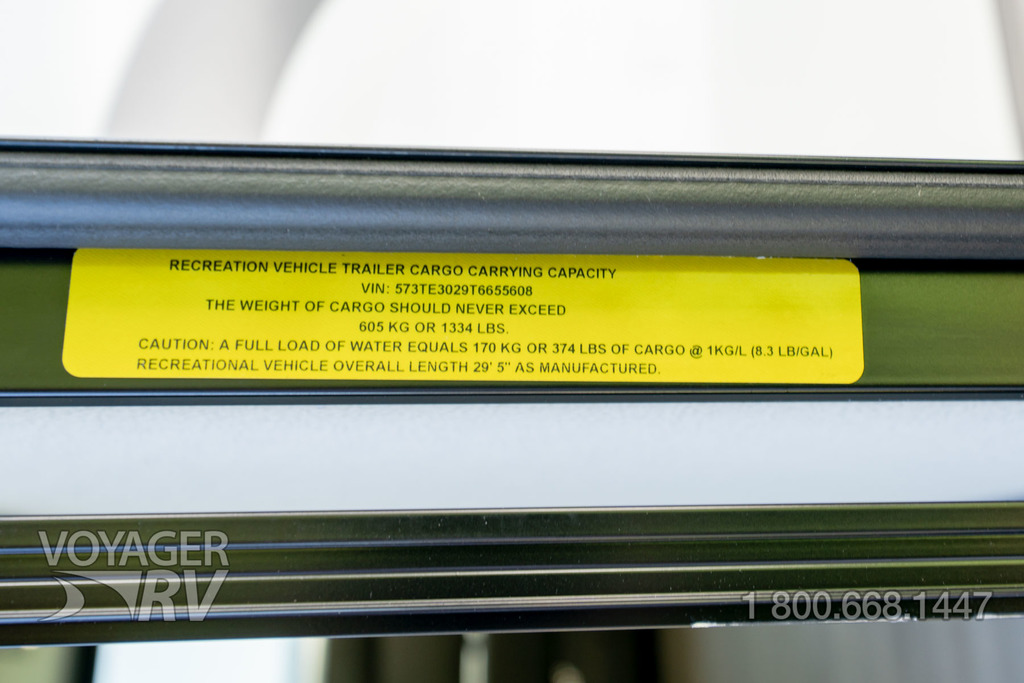 RECREATION VEHICLE TRAILER CARGO CARRYING CAPACITY
VIN: 573TE3029T6655608
THE WEIGHT OF CARGO SHOULD NEVER EXCEED
605 KG OR 1334 LBS.
CAUTION: A FULL LOAD OF WATER EQUALS 170 KG OR 374 LBS OF CARGO @ 1KG/L (8.3 LB/GAL)
RECREATIONAL VEHICLE OVERALL LENGTH 29' 5" AS MANUFACTURED.
VOYAGER
RV
1 800.668.1447